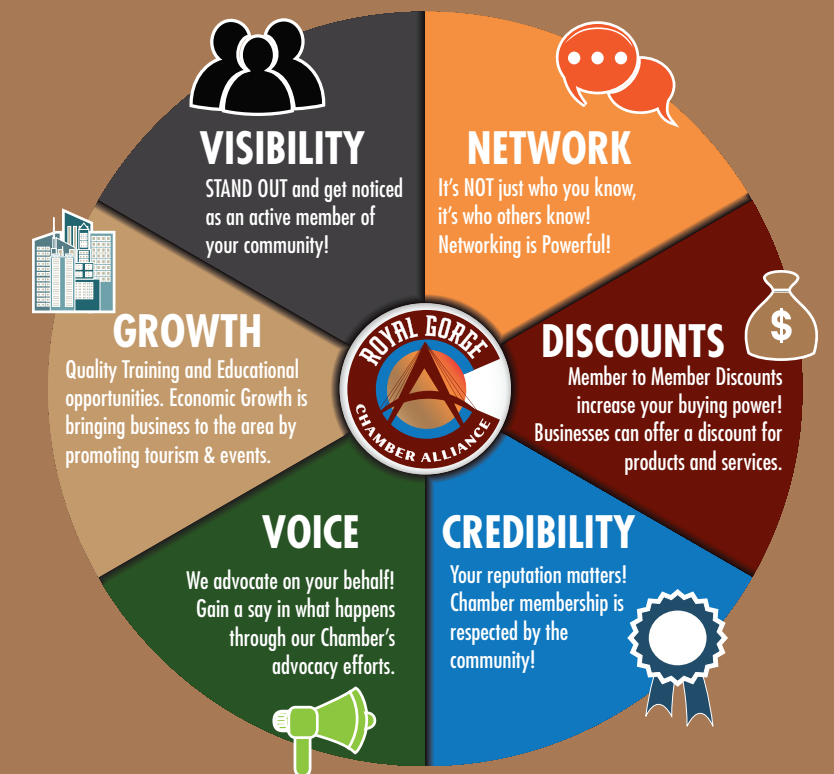 VISIBILITY
STAND OUT and get noticed
as an active member of
your community!
NETWORK
It's NOT just who you know,
it's who others know!
Networking is Powerful!
DISCOUNTS
$
Member to Member Discounts
increase your buying power!
Businesses can offer a discount for
products and services.
CREDIBILITY
Your reputation matters!
Chamber membership is
respected by the
community!
VOICE
We advocate on your behalf!
Gain a say in what happens
through our Chamber's
advocacy efforts.
GROWTH
Quality Training and Educational
opportunities. Economic Growth is
bringing business to the area by
promoting tourism & events.
ROYAL GORGE
CHAMBER ALLIANCE